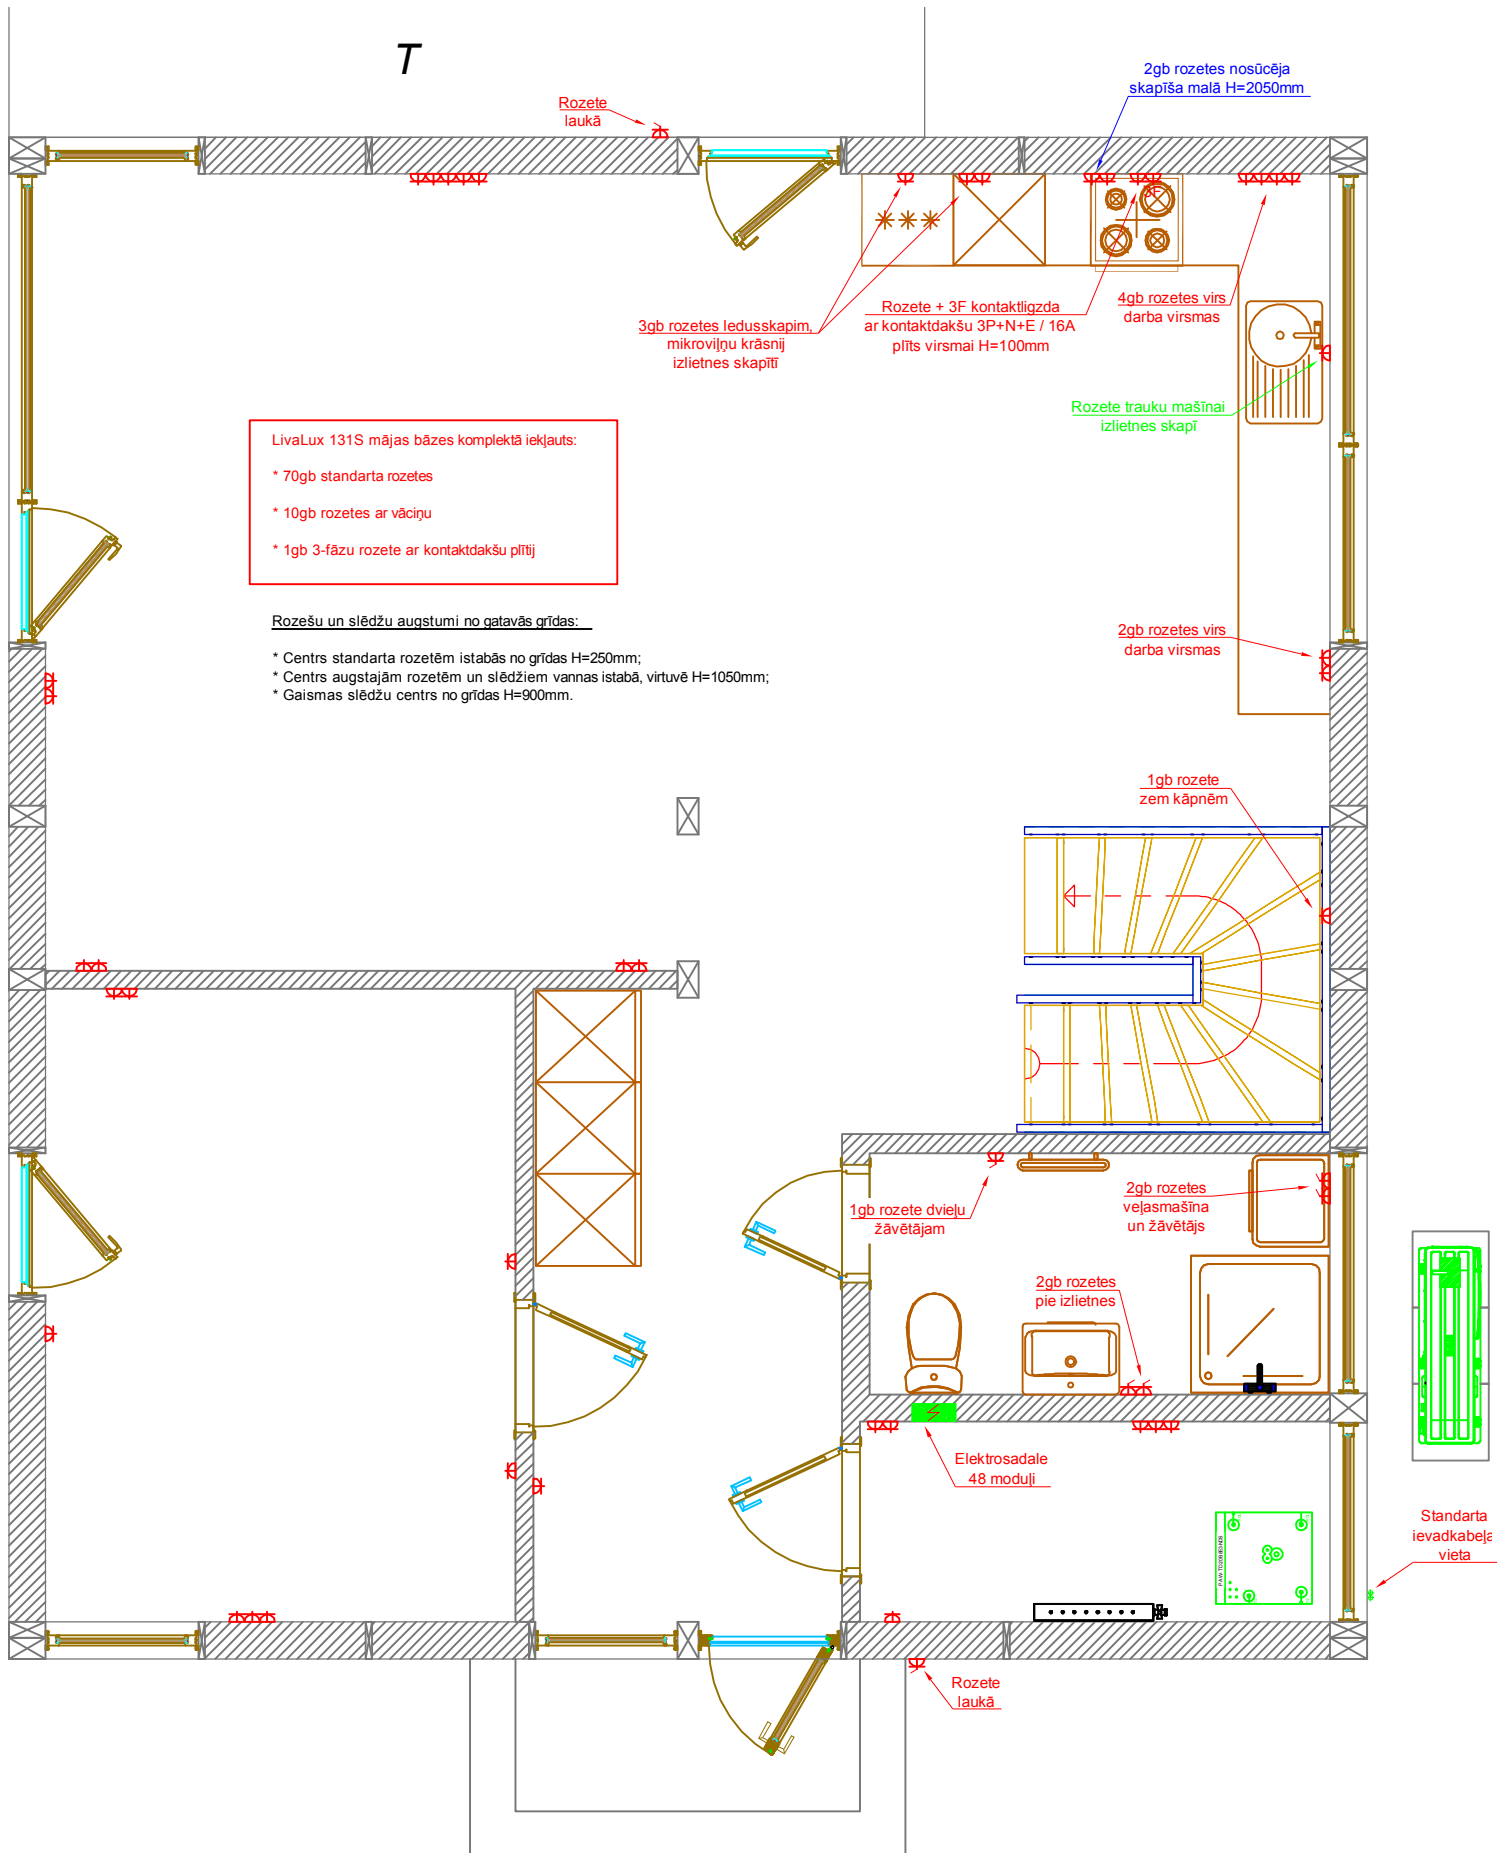 T
2gb rozetes nosūcēja
skapīša malā H=2050mm
Rozete
laukā
3F
3gb rozetes ledusskapim,
mikroviļņu krāsnij
izlietnes skapītī
Rozete + 3F kontaktligzda
ar kontaktdakšu 3P+N+E / 16A
plīts virsmai H=100mm
4gb rozetes virs
darba virsmas
Rozete trauku mašīnai
izlietnes skapī
LivaLux 131S mājas bāzes komplektā iekļauts:
* 70gb standarta rozetes
* 10gb rozetes ar vāciņu
* 1gb 3-fāzu rozete ar kontaktdakšu plītij
Rozešu un slēdžu augstumi no gatavās grīdas:
* Centrs standarta rozetēm istabās no grīdas H=250mm;
* Centrs augstajām rozetēm un slēdžiem vannas istabā, virtuvē H=1050mm;
* Gaismas slēdžu centrs no grīdas H=900mm.
2gb rozetes virs
darba virsmas
1gb rozete
zem kāpnēm
1gb rozete dvieļu
žāvētājam
2gb rozetes
veļasmašīna
un žāvētājs
2gb rozetes
pie izlietnes
Elektrosadale
48 moduļi
Standarta
ievadkabeļa
vieta
Rozete
laukā